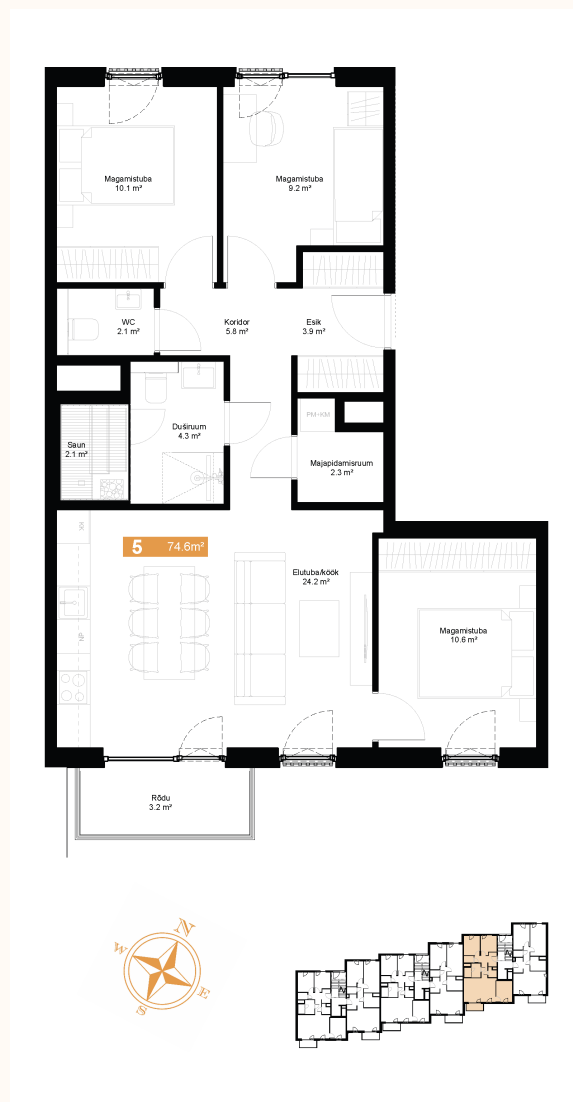 Magamistuba
10.1 m²
Magamistuba
9.2 m²
WC
2.1 m²
Koridor
5.8 m²
Esik
3.9 m²
Duširuum
4.3 m²
Saun
2.1 m²
PM+KM
Majapidamisruum
2.3 m²
KK
5 74.6m²
Elutuba/köök
24.2 m²
NP
Magamistuba
10.6 m²
Rõdu
3.2 m²
N
W
E
S